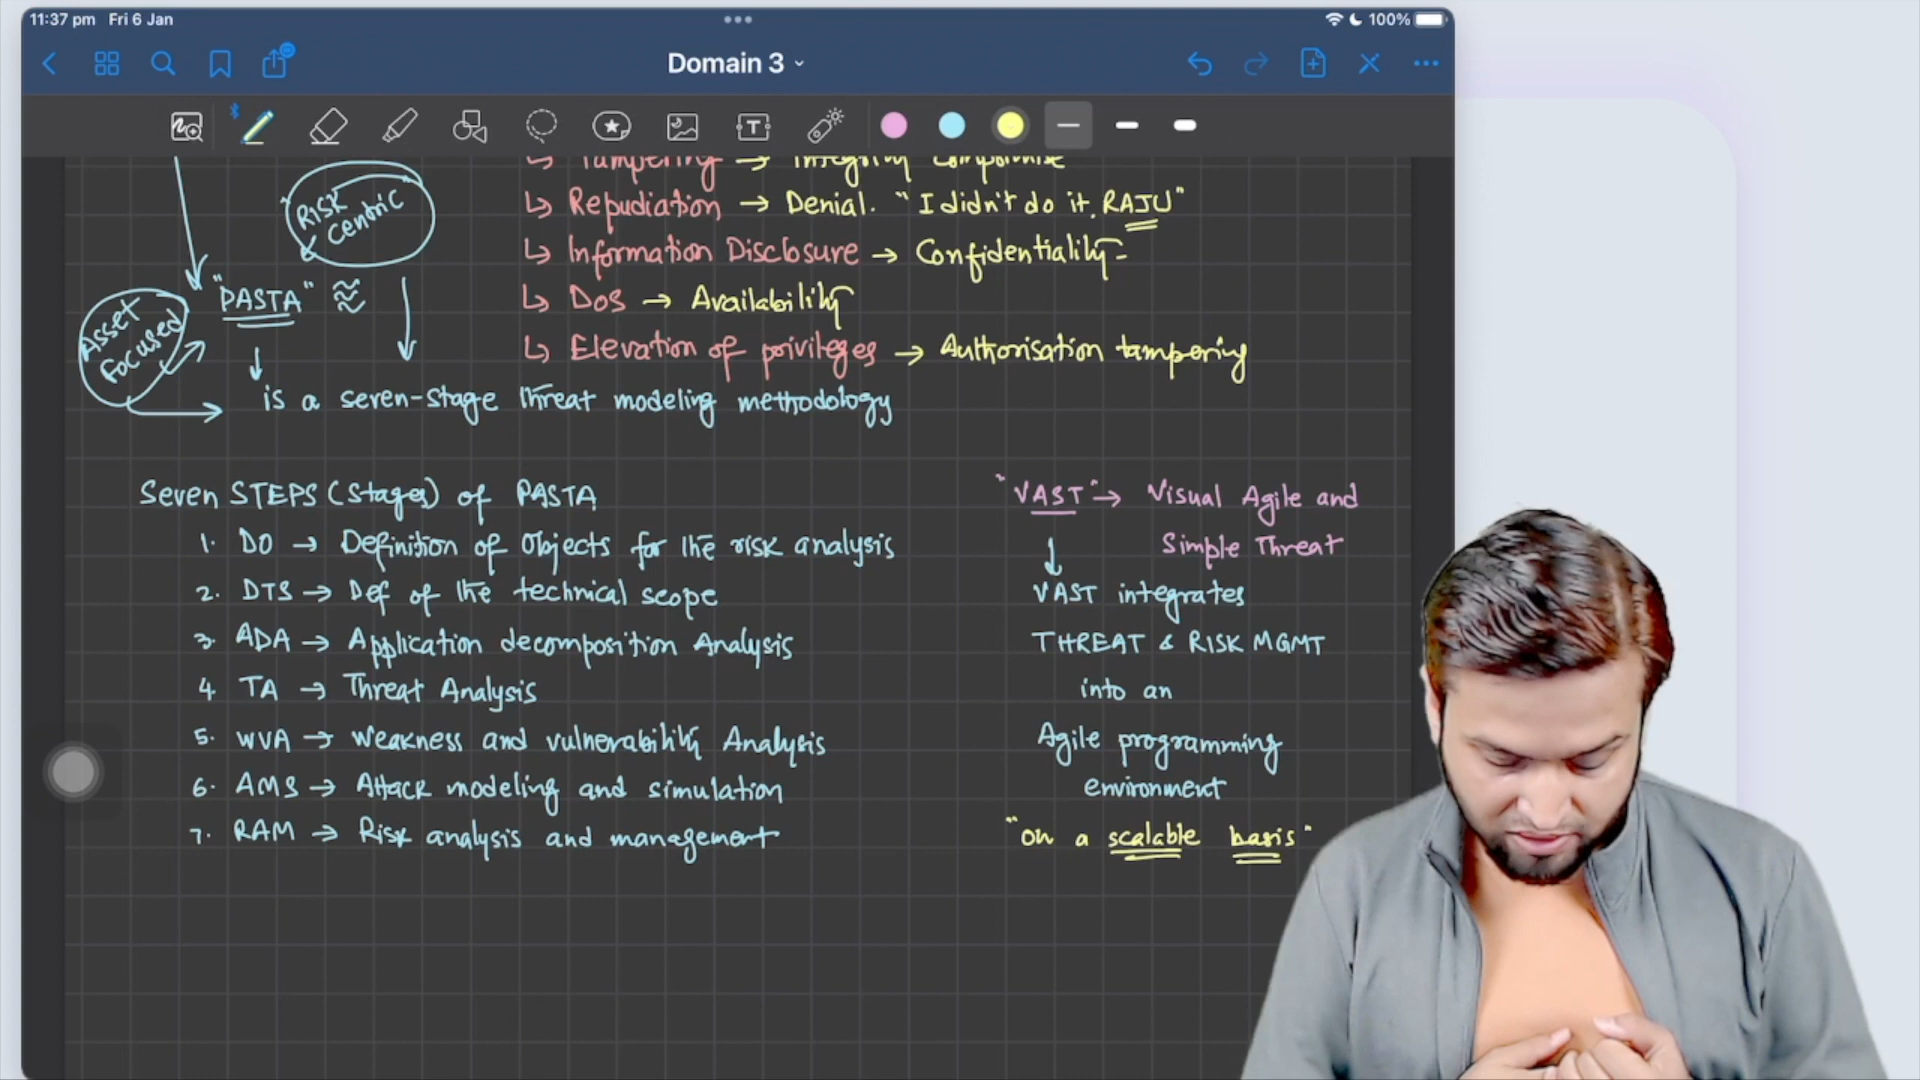 11:37 pm Fri 6 Jan
100%
Domain 3
T
↳ Tampering → Integrity compromise
↳ Repudiation → Denial. "I didn't do it. RAJU"
↳ Information Disclosure → Confidentiality
↳ DoS → Availability
↳ Elevation of privileges → Authorisation tampering
"RISK Centric"
"PASTA"
Asset Focused
is a seven-stage threat modeling methodology
Seven STEPS (Stages) of PASTA
1. DO → Definition of Objects for the risk analysis
2. DTS → Def of the technical scope
3. ADA → Application decomposition Analysis
4. TA → Threat Analysis
5. WVA → Weakness and vulnerability Analysis
6. AMS → Attack modeling and simulation
7. RAM → Risk analysis and management
"VAST" → Visual Agile and
Simple Threat
↓
VAST integrates
THREAT & RISK MGMT
into an
Agile programming
environment
"on a scalable basis"